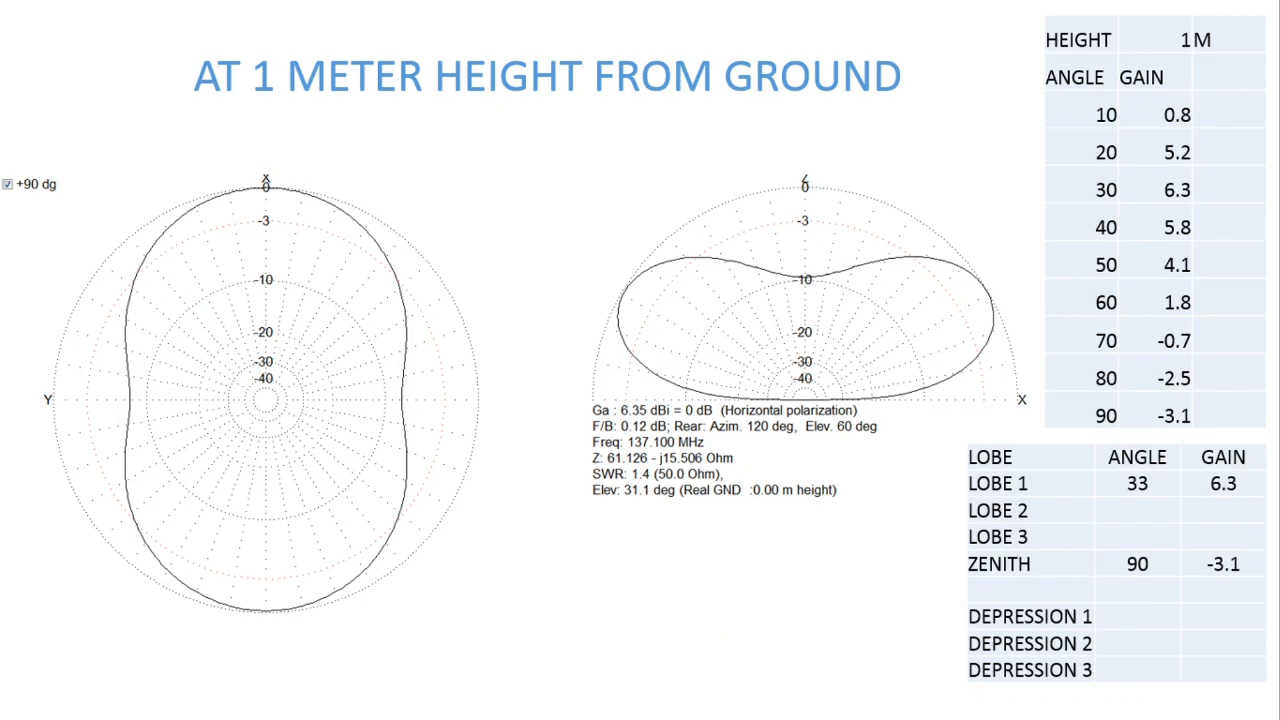 AT 1 METER HEIGHT FROM GROUND
+90 dg
X
0
-3
-10
-20
-30
-40
Y
Z
0
-3
-10
-20
-30
-40
X
Ga : 6.35 dBi = 0 dB (Horizontal polarization)
F/B: 0.12 dB; Rear: Azim. 120 deg, Elev. 60 deg
Freq: 137.100 MHz
Z: 61.126 - j15.506 Ohm
SWR: 1.4 (50.0 Ohm),
Elev: 31.1 deg (Real GND :0.00 m height)
HEIGHT 1 M
ANGLE GAIN
10 0.8
20 5.2
30 6.3
40 5.8
50 4.1
60 1.8
70 -0.7
80 -2.5
90 -3.1
LOBE ANGLE GAIN
LOBE 1 33 6.3
LOBE 2
LOBE 3
ZENITH 90 -3.1
DEPRESSION 1
DEPRESSION 2
DEPRESSION 3